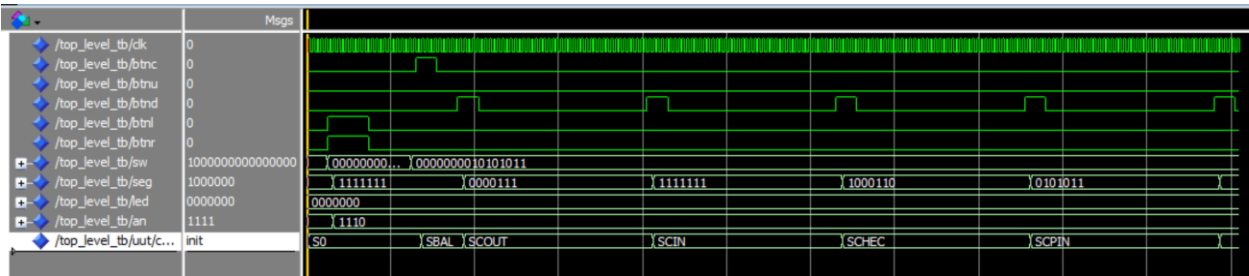 Msgs
/top_level_tb/clk 0
/top_level_tb/btnc 0
/top_level_tb/btnu 0
/top_level_tb/btnd 0
/top_level_tb/btnl 0
/top_level_tb/btnr 0
/top_level_tb/sw 1000000000000000 00000000... 0000000010101011
/top_level_tb/seg 1000000 1111111 0000111 1111111 1000110 0101011
/top_level_tb/led 0000000 0000000
/top_level_tb/an 1111 1110
/top_level_tb/uut/c... init S0 SBAL SCOUT SCIN SCHEC SCPIN